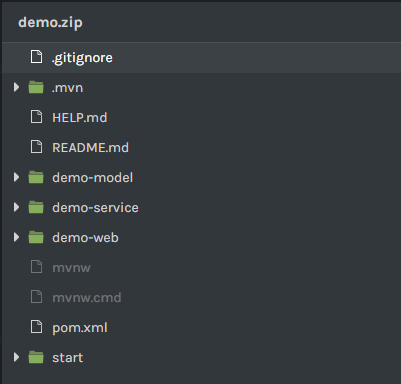 demo.zip
.gitignore
.mvn
HELP.md
README.md
demo-model
demo-service
demo-web
mvnw
mvnw.cmd
pom.xml
start